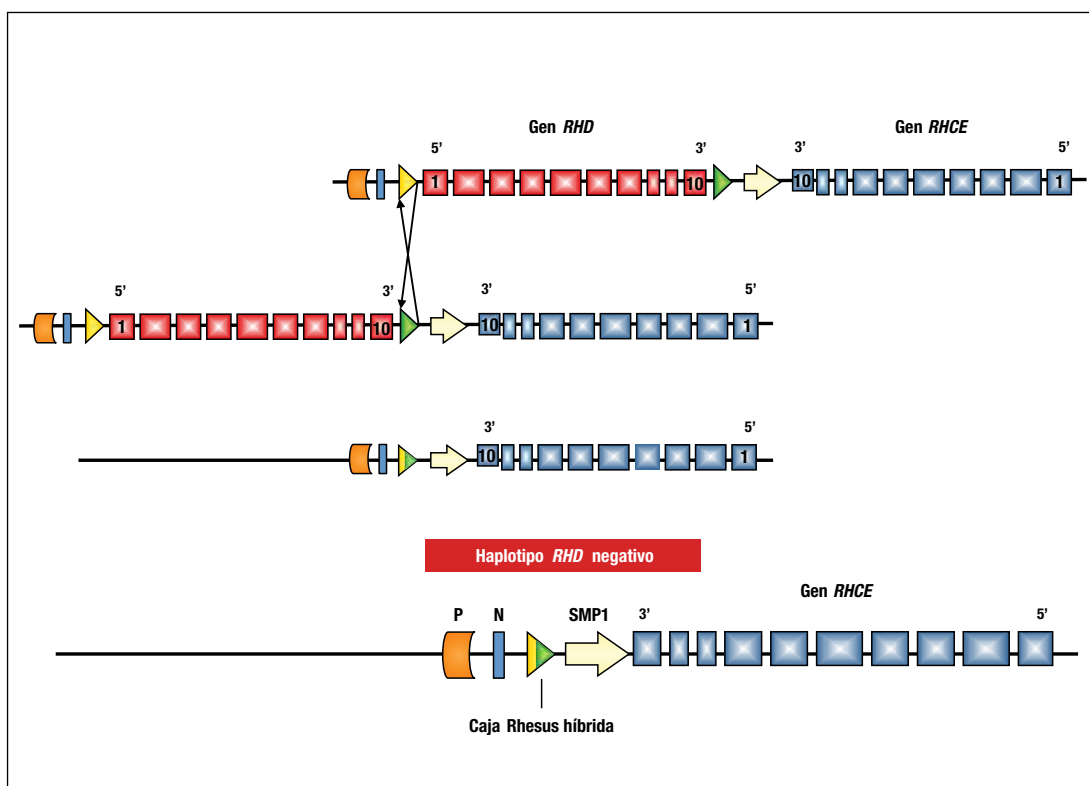 Gen RHD Gen RHCE
5' 3' 3' 5'
1 10 10 1
5' 3' 3' 5'
1 10 10 1
3' 5'
10 1
Haplotipo RHD negativo
Gen RHCE
P N SMP1 3' 5'
Caja Rhesus híbrida